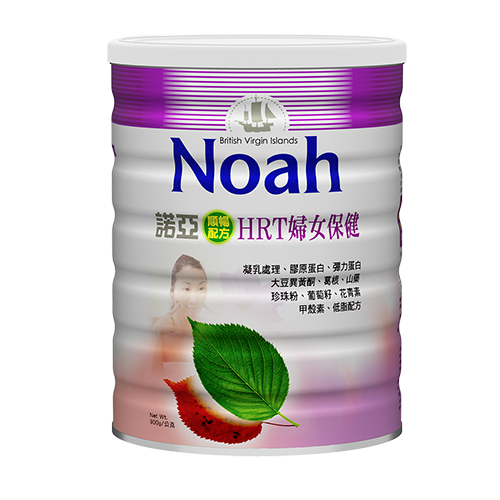 British Virgin Islands
Noah
諾亞 順暢配方 HRT婦女保健
凝乳處理、膠原蛋白、彈力蛋白
大豆異黃酮、葛根、山藥
珍珠粉、葡萄籽、花青素
甲殼素、低脂配方
Net Wt.
900g/公克